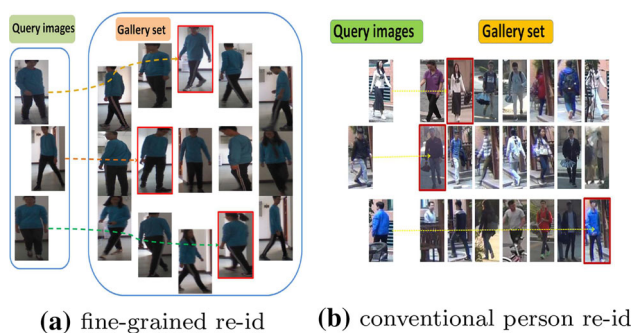 Query images
Gallery set
Query images
Gallery set
(a) fine-grained re-id
(b) conventional person re-id